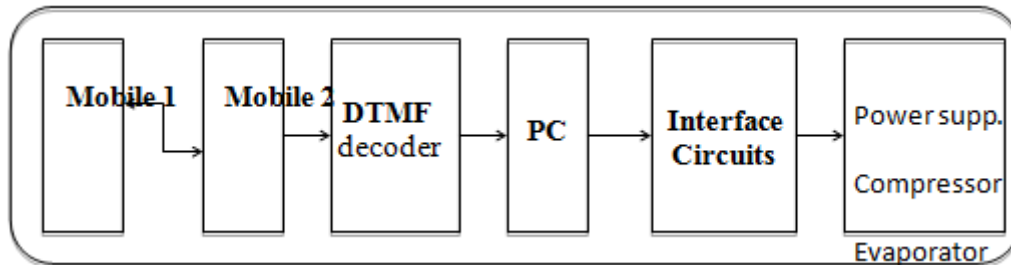 Mobile 1
Mobile 2
DTMF
decoder
PC
Interface
Circuits
Power supp.
Compressor
Evaporator